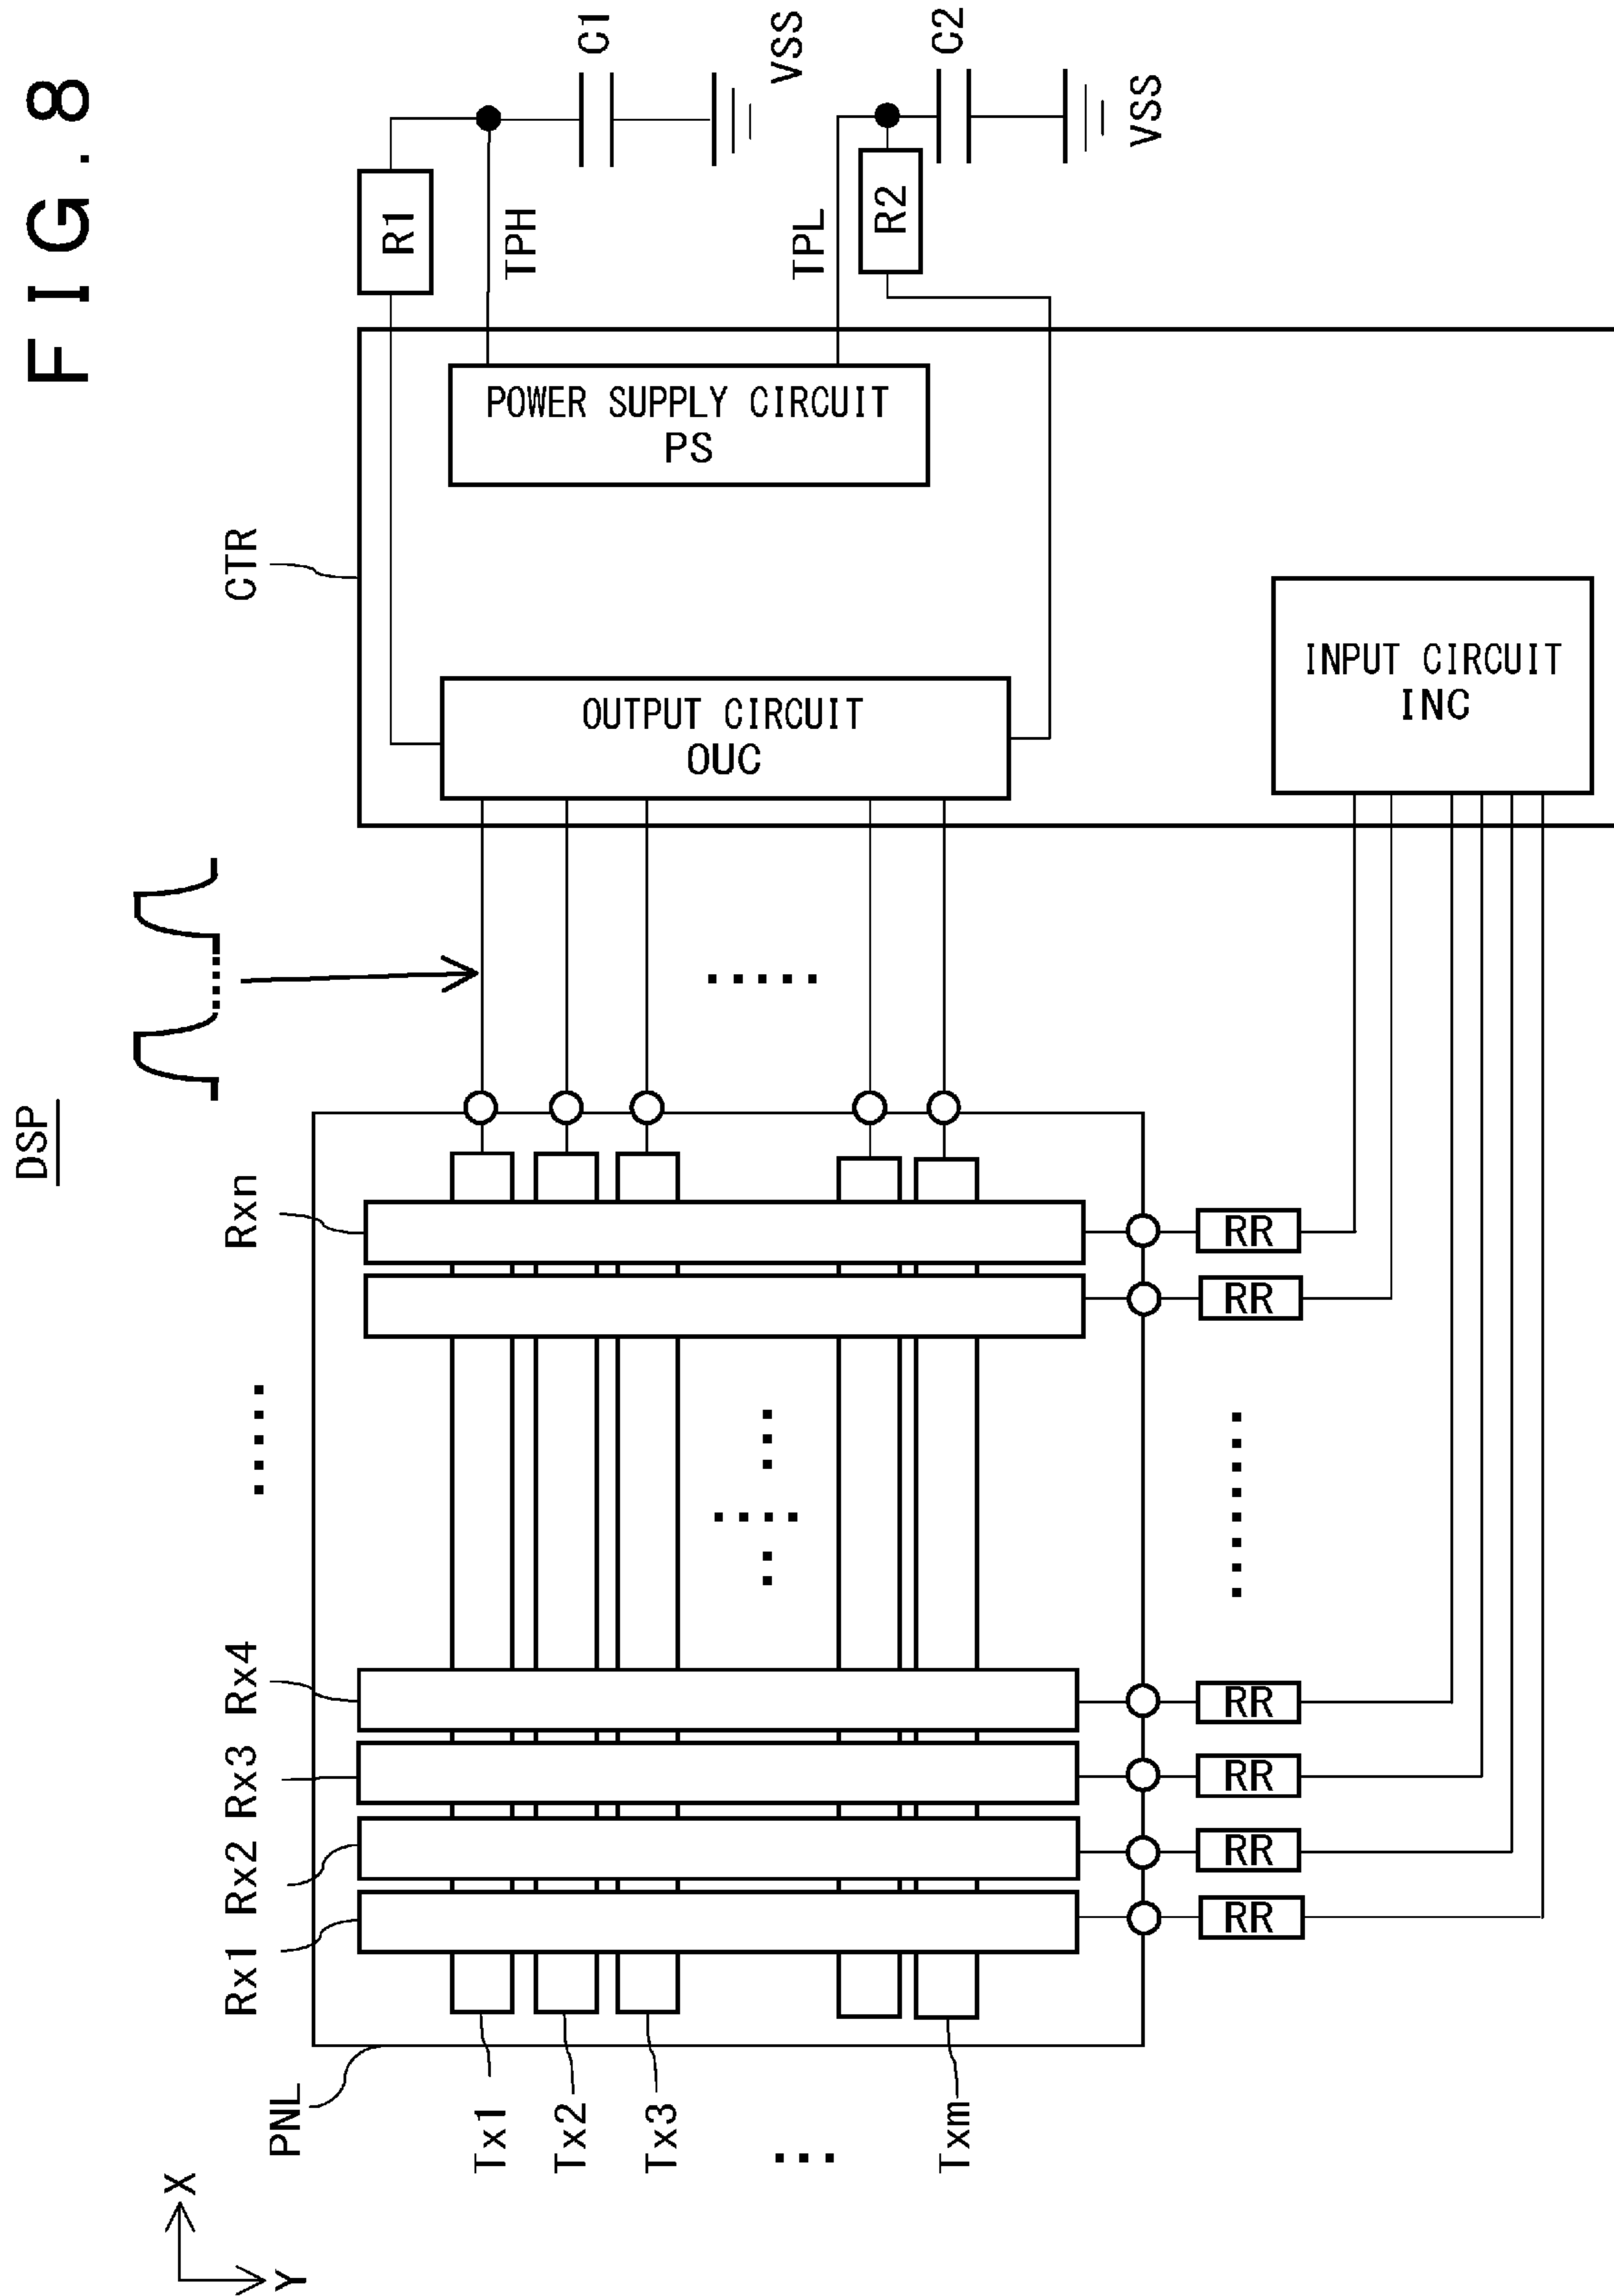 FIG. 8
DSP
C1
VSS
C2
VSS
R1
TPH
TPL
R2
POWER SUPPLY CIRCUIT
PS
CTR
OUTPUT CIRCUIT
OUC
INPUT CIRCUIT
INC
Rxn
Rx4
Rx3
Rx2
Rx1
RR
RR
RR
RR
RR
RR
PNL
Tx1
Tx2
Tx3
Txm
X
Y